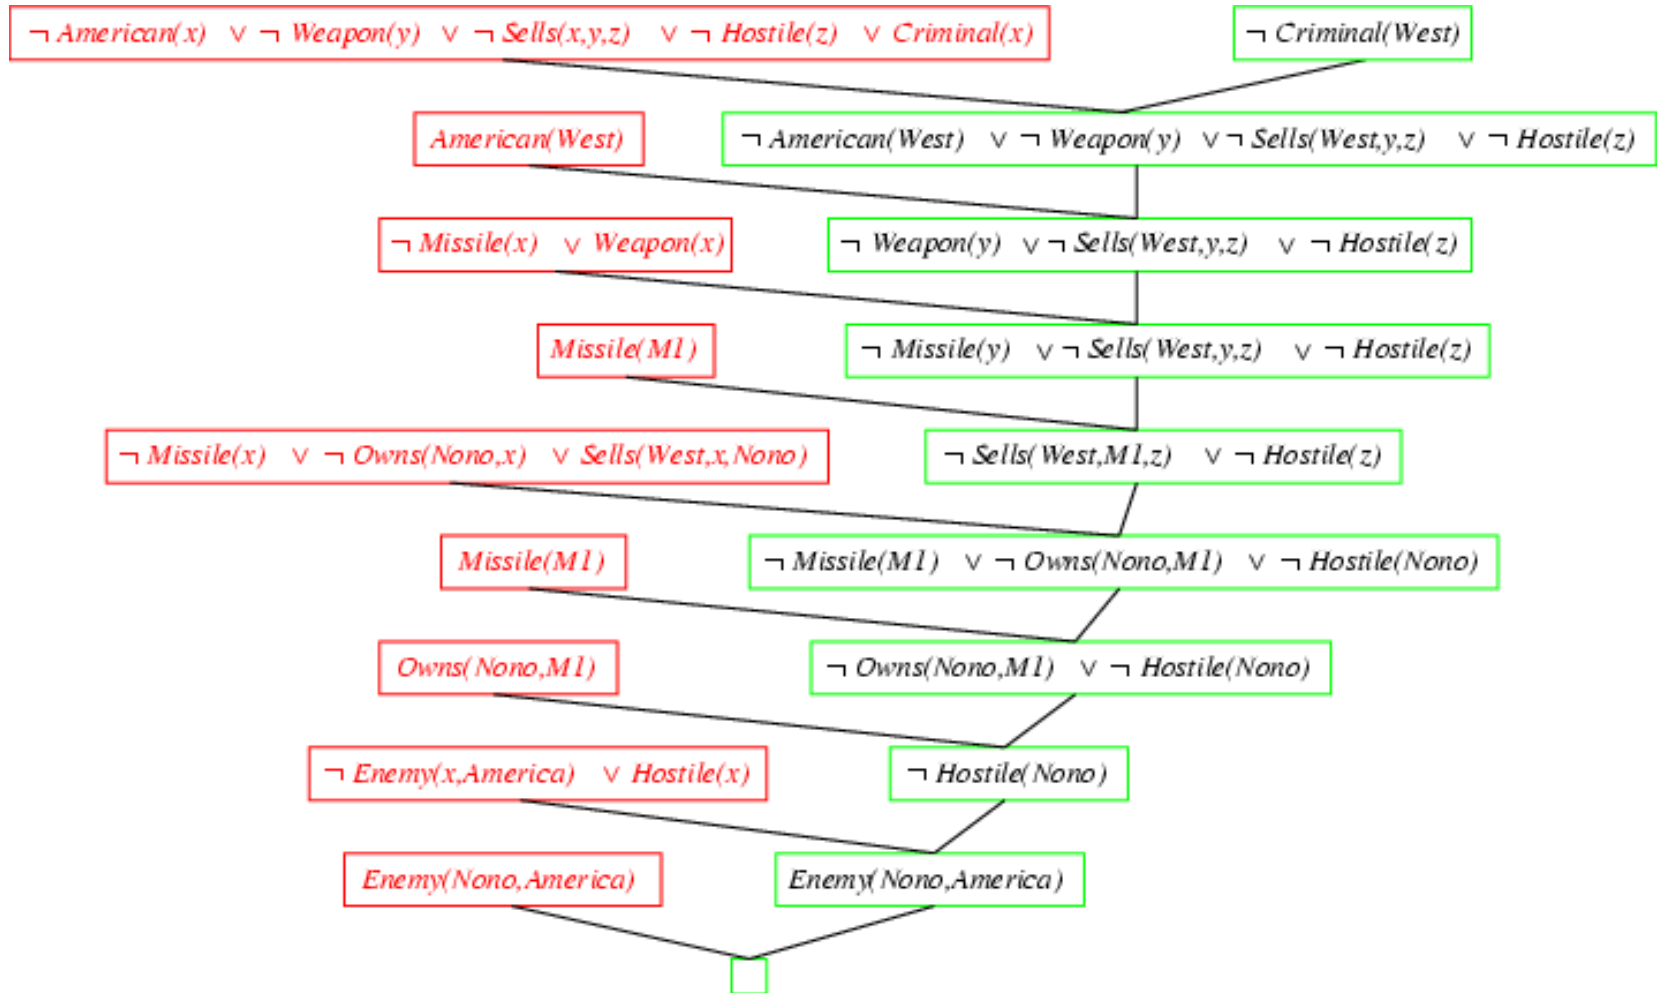 ¬ American(x) ∨ ¬ Weapon(y) ∨ ¬ Sells(x,y,z) ∨ ¬ Hostile(z) ∨ Criminal(x)
¬ Criminal(West)
American(West)
¬ American(West) ∨ ¬ Weapon(y) ∨ ¬ Sells(West,y,z) ∨ ¬ Hostile(z)
¬ Missile(x) ∨ Weapon(x)
¬ Weapon(y) ∨ ¬ Sells(West,y,z) ∨ ¬ Hostile(z)
Missile(M1)
¬ Missile(y) ∨ ¬ Sells(West,y,z) ∨ ¬ Hostile(z)
¬ Missile(x) ∨ ¬ Owns(Nono,x) ∨ Sells(West,x,Nono)
¬ Sells(West,M1,z) ∨ ¬ Hostile(z)
Missile(M1)
¬ Missile(M1) ∨ ¬ Owns(Nono,M1) ∨ ¬ Hostile(Nono)
Owns(Nono,M1)
¬ Owns(Nono,M1) ∨ ¬ Hostile(Nono)
¬ Enemy(x,America) ∨ Hostile(x)
¬ Hostile(Nono)
Enemy(Nono,America)
Enemy(Nono,America)